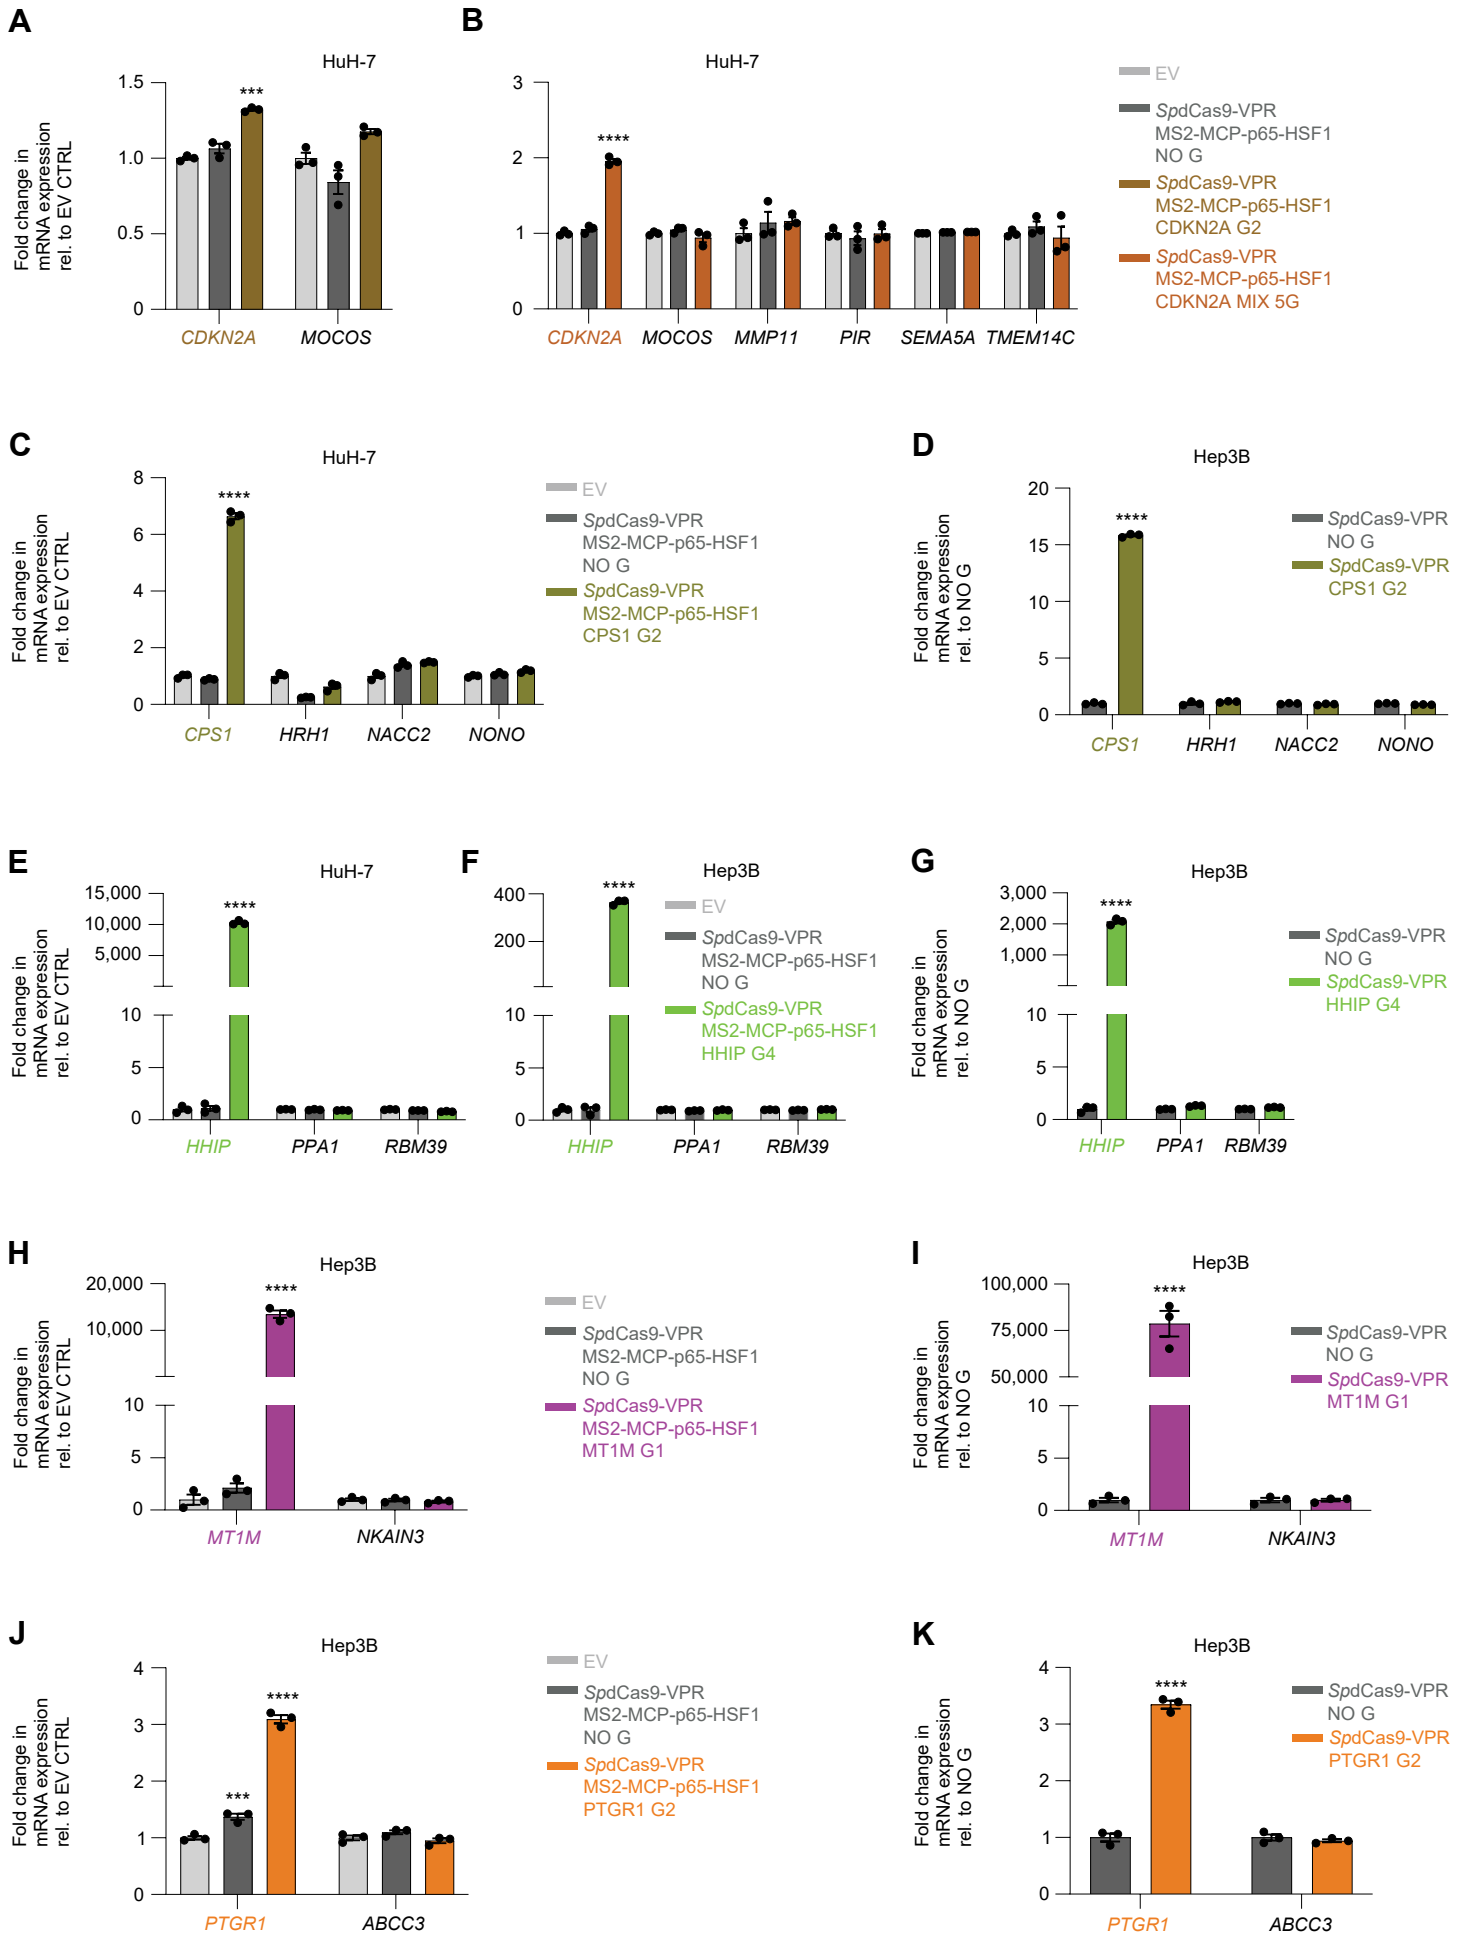 A
HuH-7
Fold change in
mRNA expression
rel. to EV CTRL
1.5
1.0
0.5
0
***
CDKN2A
MOCOS
B
HuH-7
3
2
1
0
****
CDKN2A
MOCOS
MMP11
PIR
SEMA5A
TMEM14C
EV
SpdCas9-VPR
MS2-MCP-p65-HSF1
NO G
SpdCas9-VPR
MS2-MCP-p65-HSF1
CDKN2A G2
SpdCas9-VPR
MS2-MCP-p65-HSF1
CDKN2A MIX 5G
C
HuH-7
Fold change in
mRNA expression
rel. to EV CTRL
8
6
4
2
0
****
CPS1
HRH1
NACC2
NONO
EV
SpdCas9-VPR
MS2-MCP-p65-HSF1
NO G
SpdCas9-VPR
MS2-MCP-p65-HSF1
CPS1 G2
D
Hep3B
Fold change in
mRNA expression
rel. to NO G
20
15
10
5
0
****
CPS1
HRH1
NACC2
NONO
SpdCas9-VPR
NO G
SpdCas9-VPR
CPS1 G2
E
HuH-7
Fold change in
mRNA expression
rel. to EV CTRL
15,000
10,000
5,000
10
5
0
****
HHIP
PPA1
RBM39
F
Hep3B
400
200
10
5
0
****
HHIP
PPA1
RBM39
EV
SpdCas9-VPR
MS2-MCP-p65-HSF1
NO G
SpdCas9-VPR
MS2-MCP-p65-HSF1
HHIP G4
G
Hep3B
Fold change in
mRNA expression
rel. to NO G
3,000
2,000
1,000
10
5
0
****
HHIP
PPA1
RBM39
SpdCas9-VPR
NO G
SpdCas9-VPR
HHIP G4
H
Hep3B
Fold change in
mRNA expression
rel. to EV CTRL
20,000
10,000
10
5
0
****
MT1M
NKAIN3
EV
SpdCas9-VPR
MS2-MCP-p65-HSF1
NO G
SpdCas9-VPR
MS2-MCP-p65-HSF1
MT1M G1
I
Hep3B
Fold change in
mRNA expression
rel. to NO G
100,000
75,000
50,000
10
5
0
****
MT1M
NKAIN3
SpdCas9-VPR
NO G
SpdCas9-VPR
MT1M G1
J
Hep3B
Fold change in
mRNA expression
rel. to EV CTRL
4
3
2
1
0
***
****
PTGR1
ABCC3
EV
SpdCas9-VPR
MS2-MCP-p65-HSF1
NO G
SpdCas9-VPR
MS2-MCP-p65-HSF1
PTGR1 G2
K
Hep3B
Fold change in
mRNA expression
rel. to NO G
4
3
2
1
0
****
PTGR1
ABCC3
SpdCas9-VPR
NO G
SpdCas9-VPR
PTGR1 G2